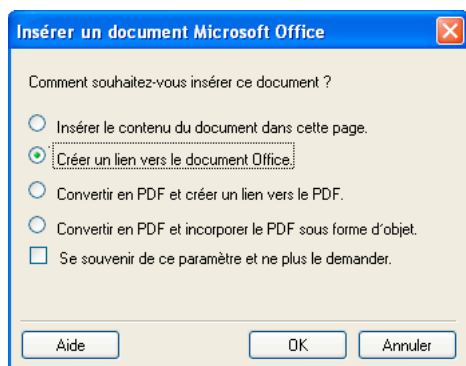 Insérer un document Microsoft Office
Comment souhaitez-vous insérer ce document ?
Insérer le contenu du document dans cette page.
Créer un lien vers le document Office.
Convertir en PDF et créer un lien vers le PDF.
Convertir en PDF et incorporer le PDF sous forme d'objet.
Se souvenir de ce paramètre et ne plus le demander.
Aide OK Annuler